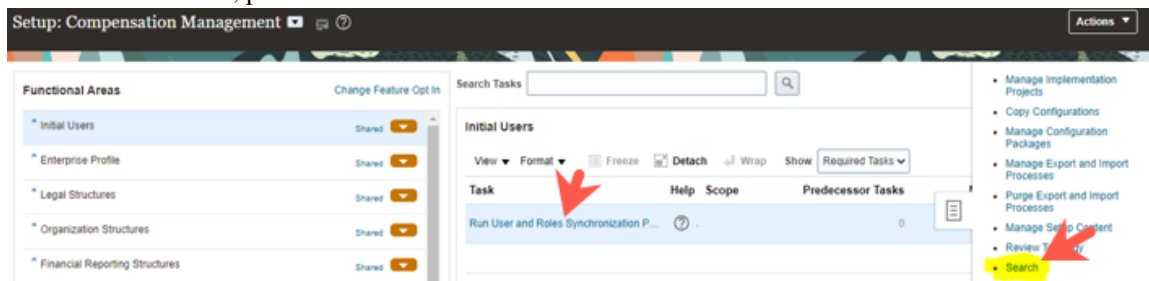 Setup: Compensation Management
Actions
Functional Areas
Change Feature Opt In
* Initial Users
Shared
* Enterprise Profile
Shared
* Legal Structures
Shared
* Organization Structures
Shared
* Financial Reporting Structures
Shared
Search Tasks
Initial Users
View Format Freeze Detach Wrap Show Required Tasks
Task Help Scope Predecessor Tasks
Run User and Roles Synchronization P... 0
• Manage Implementation
Projects
• Copy Configurations
• Manage Configuration
Packages
• Manage Export and Import
Processes
• Purge Export and Import
Processes
• Manage Setup Content
• Review
• Search